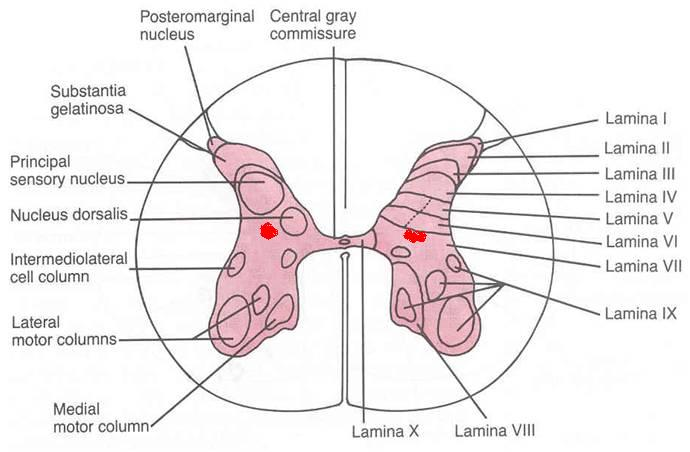 Posteromarginal
nucleus
Central gray
commissure
Substantia
gelatinosa
Principal
sensory nucleus
Nucleus dorsalis
Intermediolateral
cell column
Lateral
motor columns
Medial
motor column
Lamina I
Lamina II
Lamina III
Lamina IV
Lamina V
Lamina VI
Lamina VII
Lamina IX
Lamina X
Lamina VIII